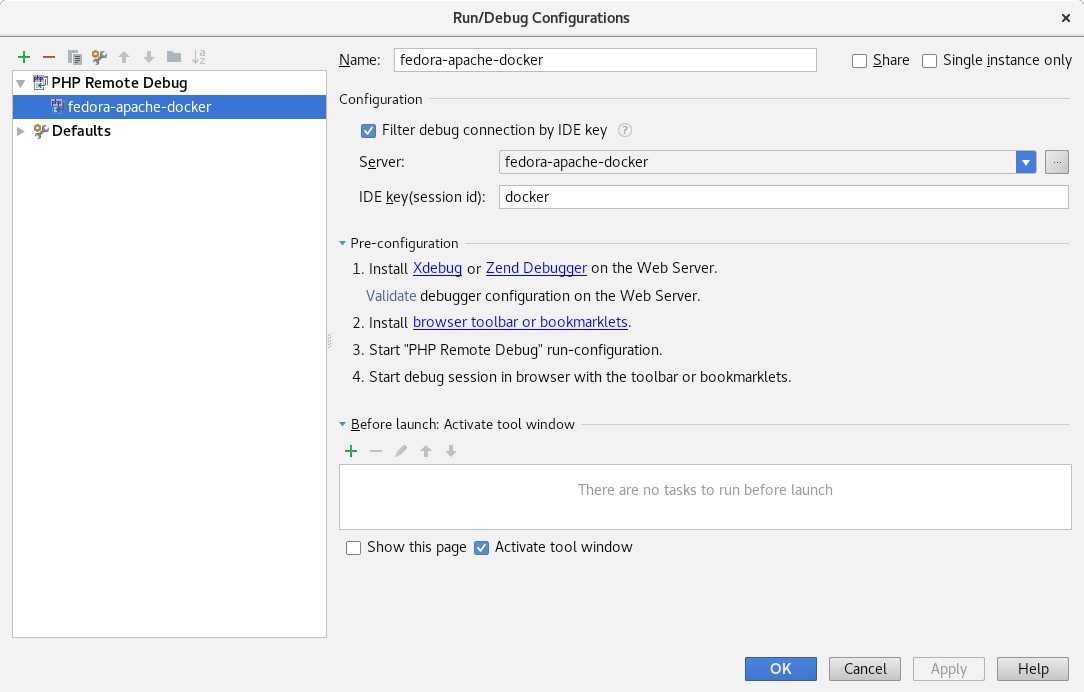 Run/Debug Configurations
Name: fedora-apache-docker Share Single instance only
PHP Remote Debug
fedora-apache-docker
Defaults
Configuration
Filter debug connection by IDE key ?
Server: fedora-apache-docker ...
IDE key(session id): docker
Pre-configuration
1. Install Xdebug or Zend Debugger on the Web Server.
Validate debugger configuration on the Web Server.
2. Install browser toolbar or bookmarklets.
3. Start "PHP Remote Debug" run-configuration.
4. Start debug session in browser with the toolbar or bookmarklets.
Before launch: Activate tool window
There are no tasks to run before launch
Show this page Activate tool window
OK Cancel Apply Help